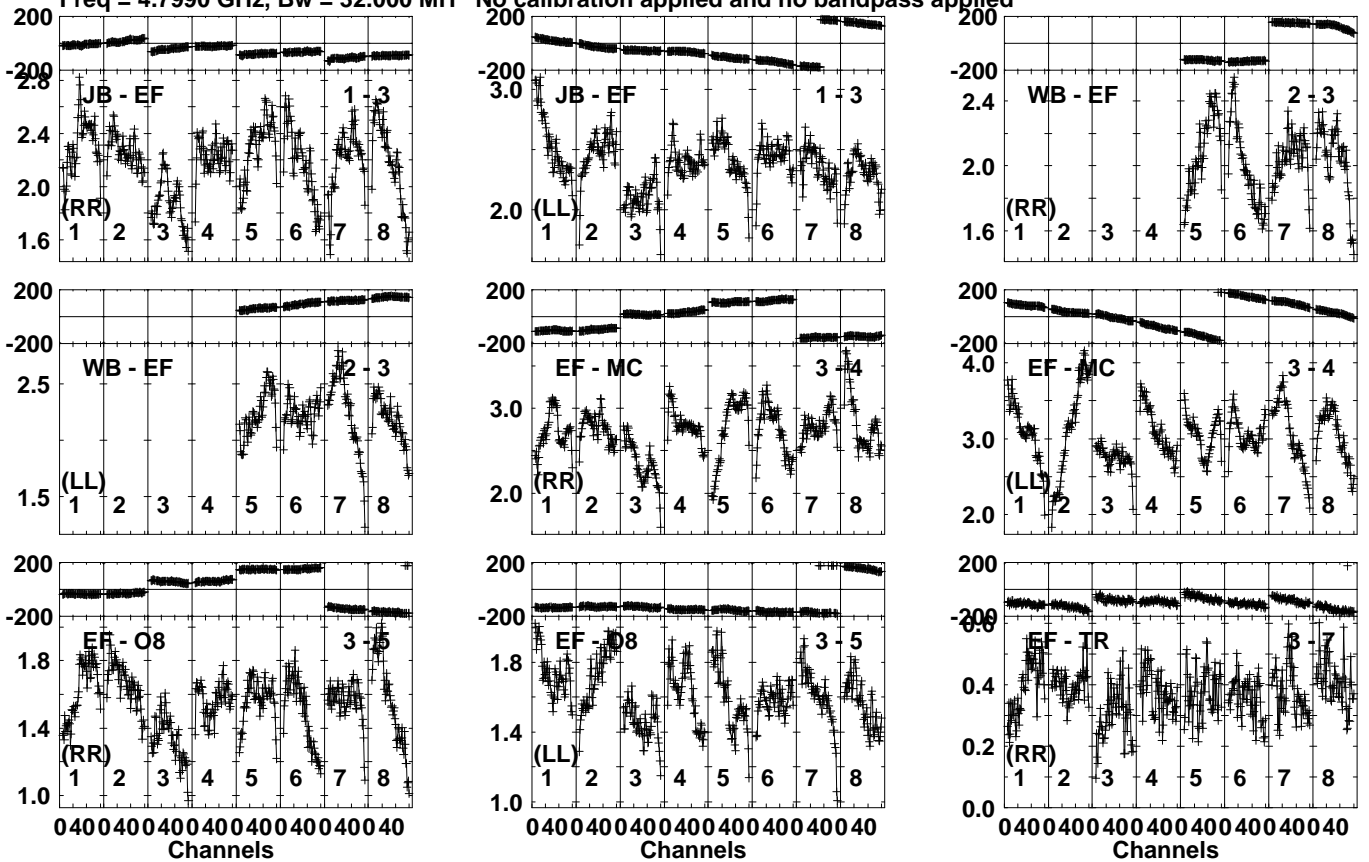 Freq = 4.7990 GHz, Bw = 32.000 MH No calibration applied and no bandpass applied
200 200 200
-200 -200 -200
JB - EF 1 - 3 JB - EF 1 - 3 WB - EF 2 - 3
2.8 3.0
2.4 2.4
2.2
2.0 2.0 2.0
1.6 1.6
(RR) (LL) (RR)
1 2 3 4 5 6 7 8 1 2 3 4 5 6 7 8 1 2 3 4 5 6 7 8
200 200 200
-200 -200 -200
WB - EF 2 - 3 EF - MC 3 - 4 EF - MC 3 - 4
2.5 3.0 4.0
3.0
1.5 2.0 2.0
(LL) (RR) (LL)
1 2 3 4 5 6 7 8 1 2 3 4 5 6 7 8 1 2 3 4 5 6 7 8
200 200 200
-200 -200 -200
EF - O8 3 - 5 EF - O8 3 - 5 EF - TR 3 - 7
1.8 1.8 0.6
1.4 1.4 0.4
0.2
1.0 1.0 0.0
(RR) (LL) (RR)
1 2 3 4 5 6 7 8 1 2 3 4 5 6 7 8 1 2 3 4 5 6 7 8
0 40 0 40 0 40 0 40 0 40 0 40 0 40 0 40 0 40 0 40 0 40 0 40 0 40 0 40 0 40 0 40 0 40 0 40 0 40 0 40 0 40 0 40 0 40 0 40
Channels Channels Channels